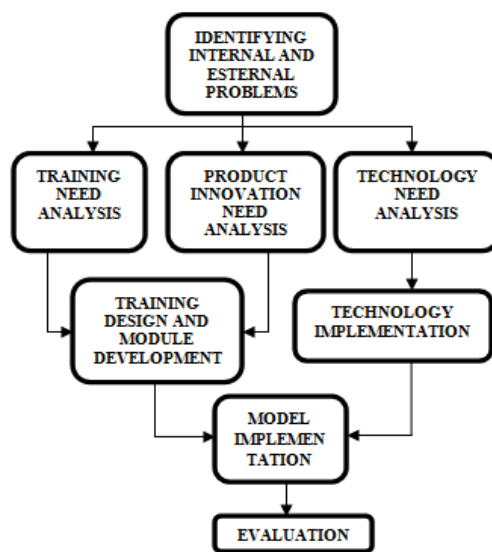 IDENTIFYING
INTERNAL AND
ESTERNAL
PROBLEMS
TRAINING
NEED
ANALYSIS
PRODUCT
INNOVATION
NEED
ANALYSIS
TECHNOLOGY
NEED
ANALYSIS
TRAINING
DESIGN AND
MODULE
DEVELOPMENT
TECHNOLOGY
IMPLEMENTATION
MODEL
IMPLEMEN
TATION
EVALUATION